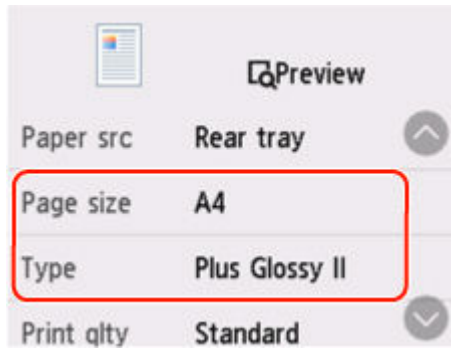 Preview
Paper src Rear tray
Page size A4
Type Plus Glossy II
Print qlty Standard